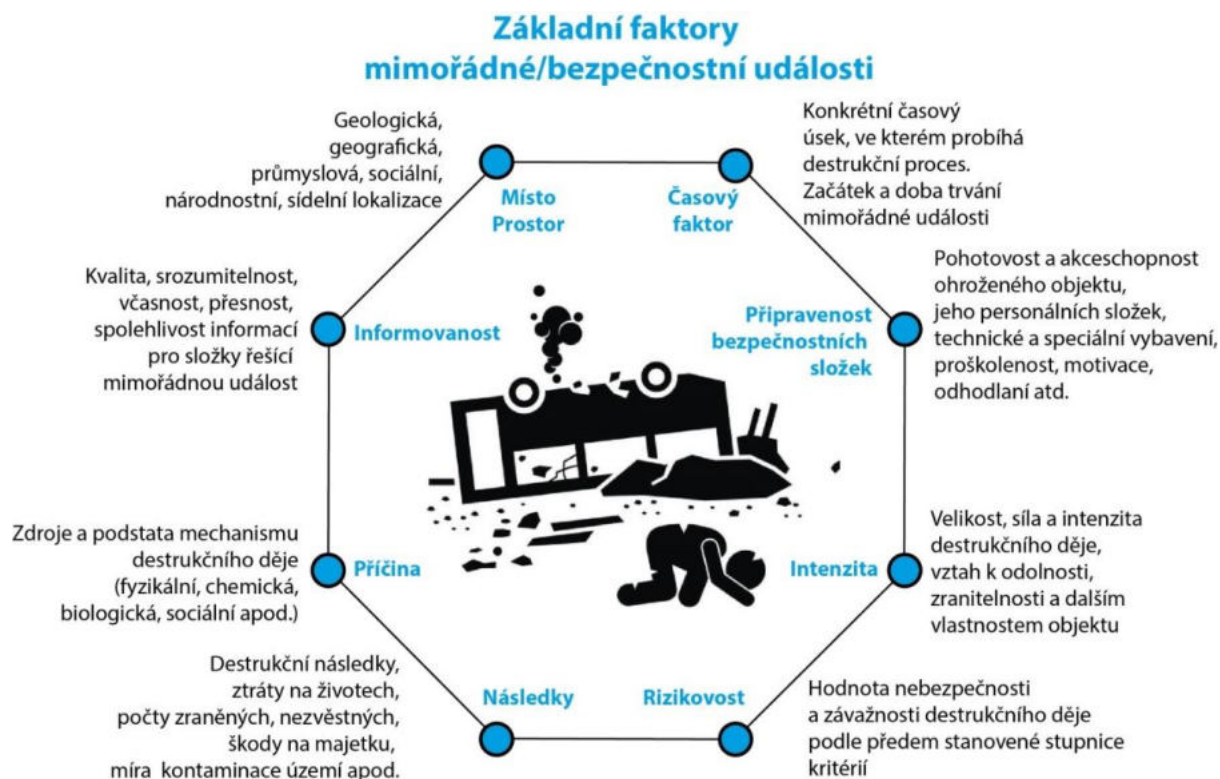 Základní faktory
mimořádné/bezpečnostní události
Geologická,
geografická,
průmyslová, sociální,
národnostní, sídelní lokalizace
Místo
Prostor
Konkrétní časový
úsek, ve kterém probíhá
destrukční proces.
Začátek a doba trvání
mimořádné události
Časový
faktor
Kvalita, srozumitelnost,
včasnost, přesnost,
spolehlivost informací
pro složky řešící
mimořádnou událost
Informovanost
Připravenost
bezpečnostních
složek
Pohotovost a akceschopnost
ohroženého objektu,
jeho personálních složek,
technické a speciální vybavení,
proškolenost, motivace,
odhodlaní atd.
Zdroje a podstata mechanismu
destrukčního děje
(fyzikální, chemická,
biologická, sociální apod.)
Příčina
Intenzita
Velikost, síla a intenzita
destrukčního děje,
vztah k odolnosti,
zranitelnosti a dalším
vlastnostem objektu
Destrukční následky,
ztráty na životech,
počty zraněných, nezvěstných,
škody na majetku,
míra kontaminace území apod.
Následky
Rizikovost
Hodnota nebezpečnosti
a závažnosti destrukčního děje
podle předem stanovené stupnice
kritérií